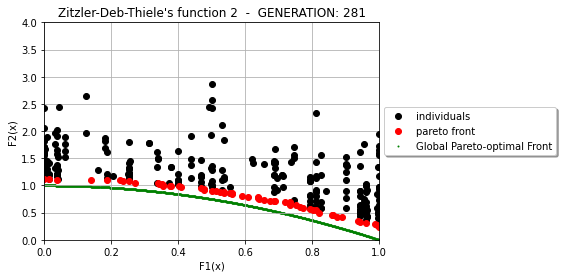 Zitzler-Deb-Thiele's function 2 - GENERATION: 281
4.0
3.5
3.0
2.5
2.0
1.5
1.0
0.5
0.0
F2(x)
0.0 0.2 0.4 0.6 0.8 1.0
F1(x)
individuals
pareto front
Global Pareto-optimal Front